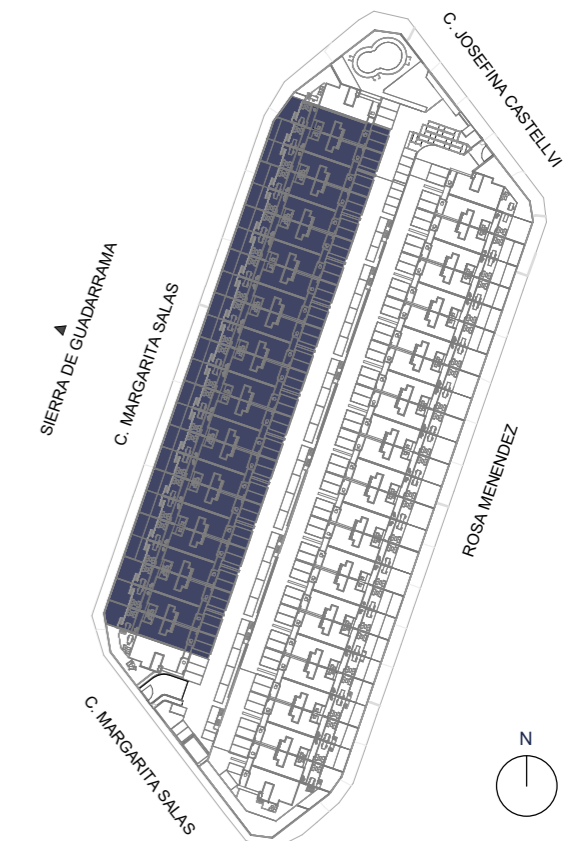 C. JOSEFINA CASTELLVI
SIERRA DE GUADARRAMA
C. MARGARITA SALAS
ROSA MENENDEZ
C. MARGARITA SALAS
N